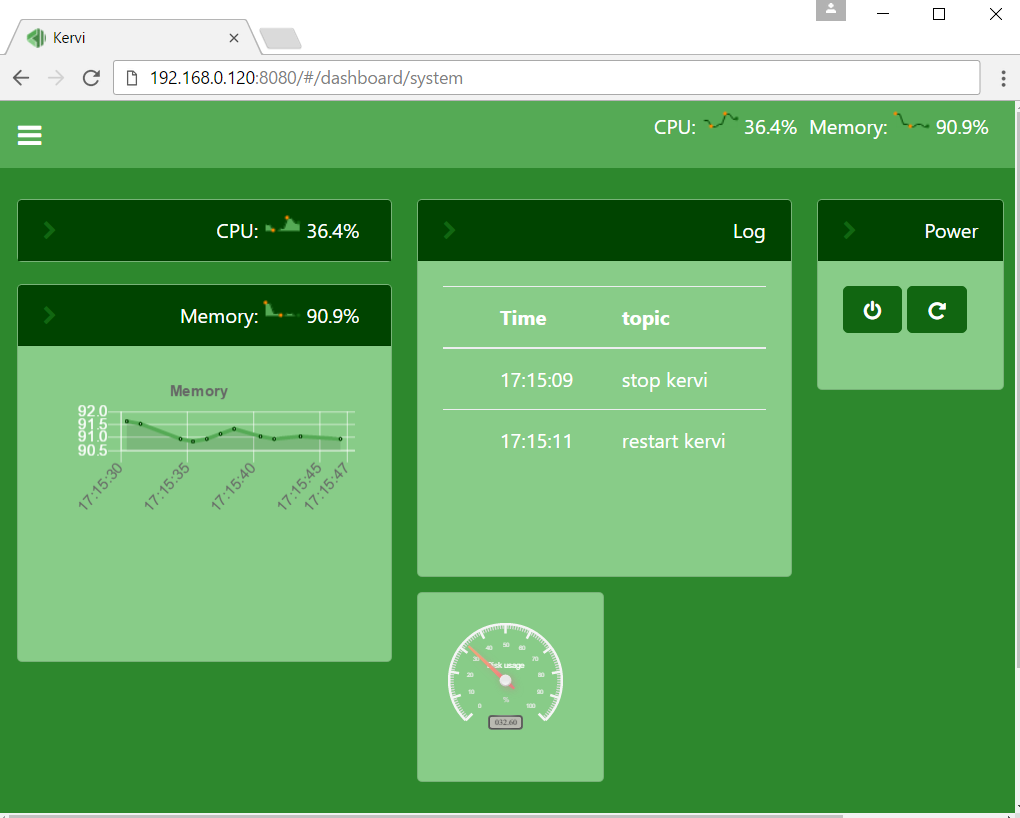 Kervi
192.168.0.120:8080/#/dashboard/system
CPU: 36.4% Memory: 90.9%
CPU: 36.4%
Memory: 90.9%
Memory
92.0
91.5
91.0
90.5
17:15:30 17:15:35 17:15:40 17:15:45 17:15:47
Log
Time topic
17:15:09 stop kervi
17:15:11 restart kervi
0 10 20 30 40 50 60 70 80 90 100
Disk usage
%
032.60
Power